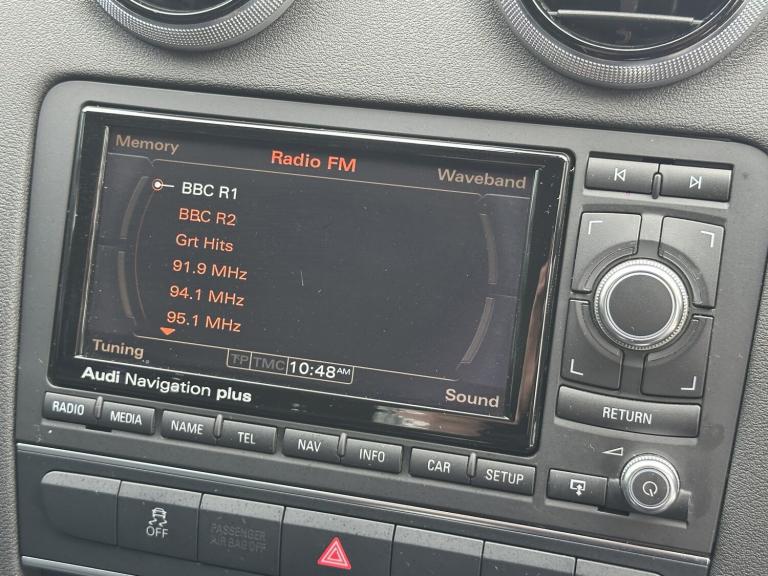 Memory
Radio FM
Waveband
BBC R1
BBC R2
Grt Hits
91.9 MHz
94.1 MHz
95.1 MHz
Tuning
TP TMC 10:48 AM
Sound
Audi Navigation plus
RADIO MEDIA NAME TEL NAV INFO CAR SETUP
RETURN
OFF
PASSENGER
AIR BAG OFF